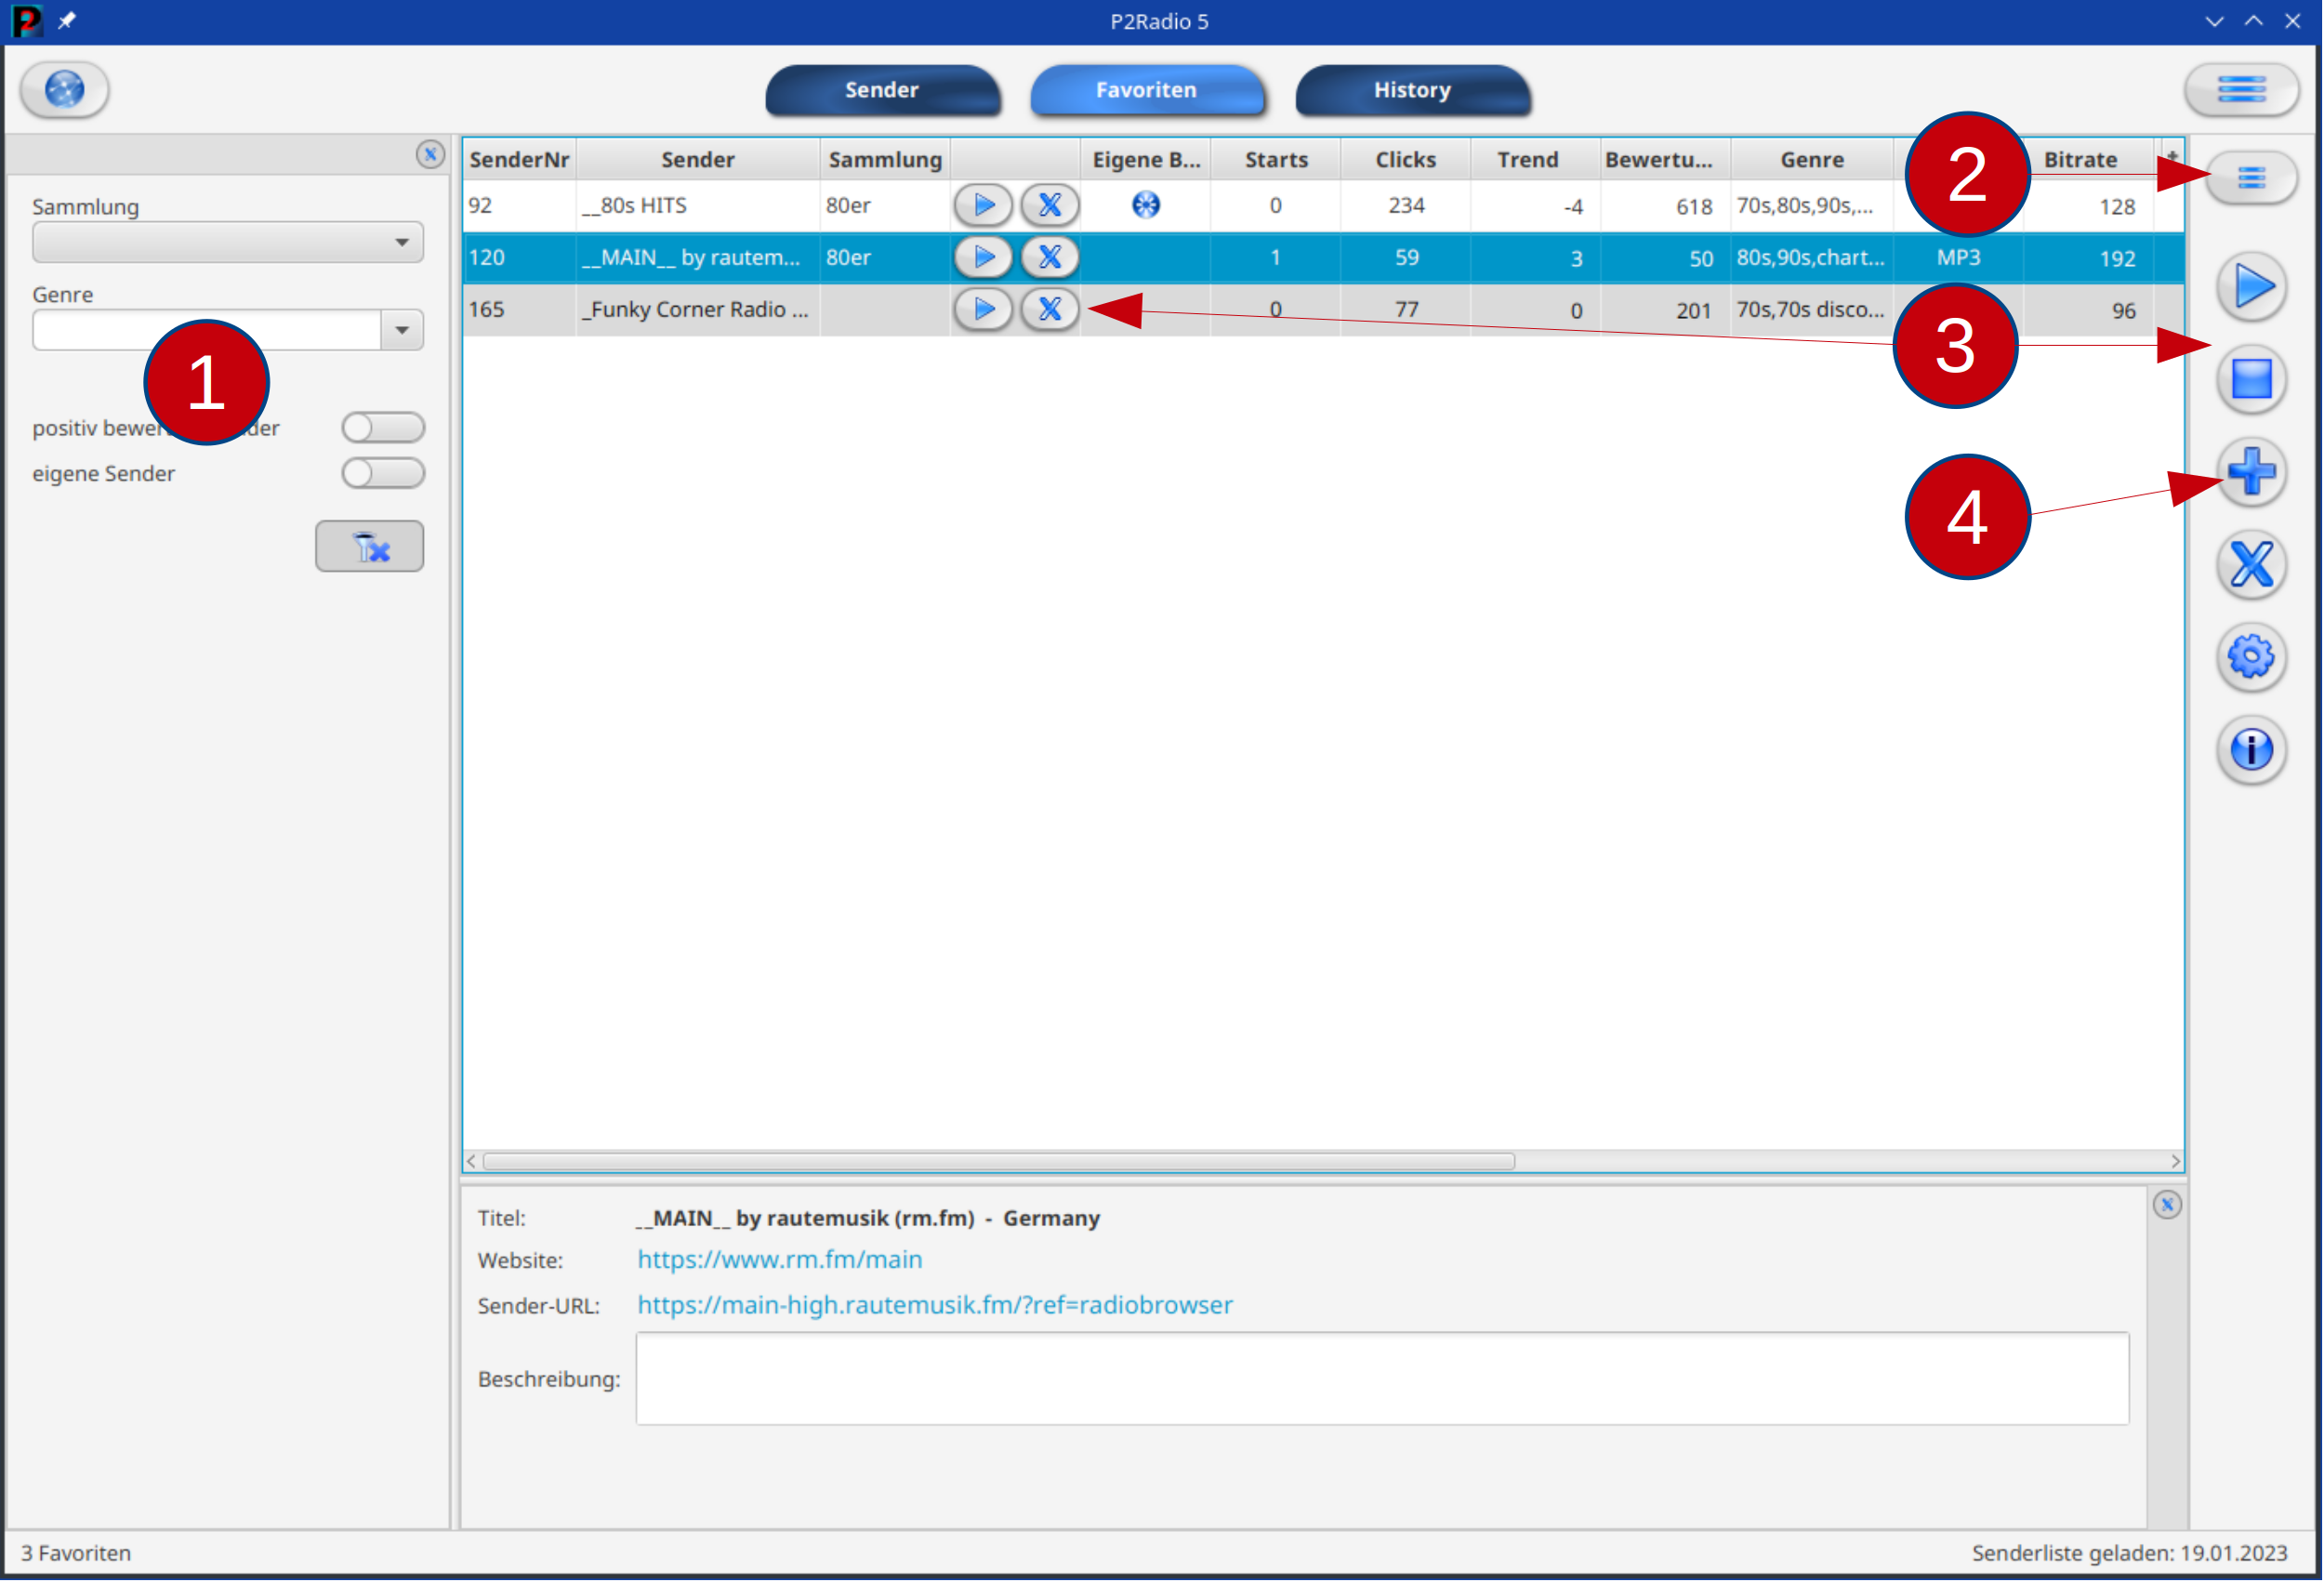 P2Radio 5
Sender
Favoriten
History
SenderNr Sender Sammlung Eigene B... Starts Clicks Trend Bewertu... Genre Bitrate
92 __80s HITS 80er 0 234 -4 618 70s,80s,90s,... 128
120 __MAIN__ by rautem... 80er 1 59 3 50 80s,90s,chart... MP3 192
165 _Funky Corner Radio ... 0 77 0 201 70s,70s disco... 96
Sammlung
Genre
positiv bewer der
eigene Sender
1
2
3
4
Titel: __MAIN__ by rautemusik (rm.fm) - Germany
Website: https://www.rm.fm/main
Sender-URL: https://main-high.rautemusik.fm/?ref=radiobrowser
Beschreibung:
3 Favoriten
Senderliste geladen: 19.01.2023